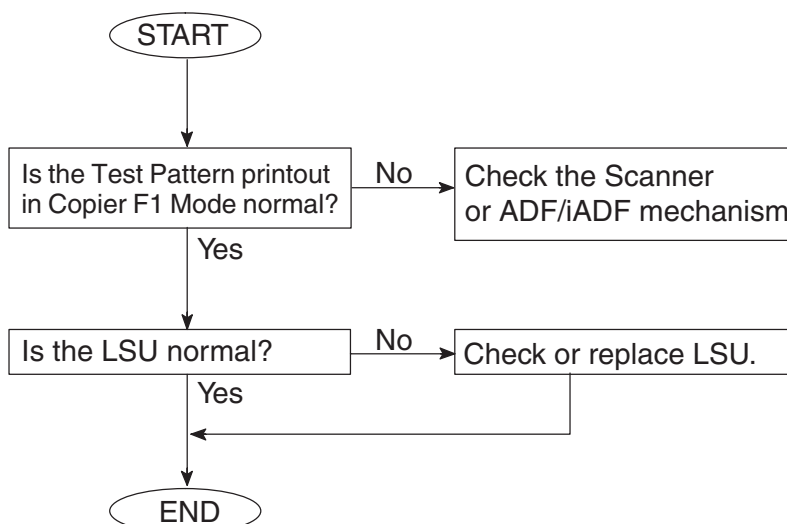 START
Is the Test Pattern printout
in Copier F1 Mode normal?
No
Check the Scanner
or ADF/iADF mechanism
Yes
Is the LSU normal?
No
Check or replace LSU.
Yes
END